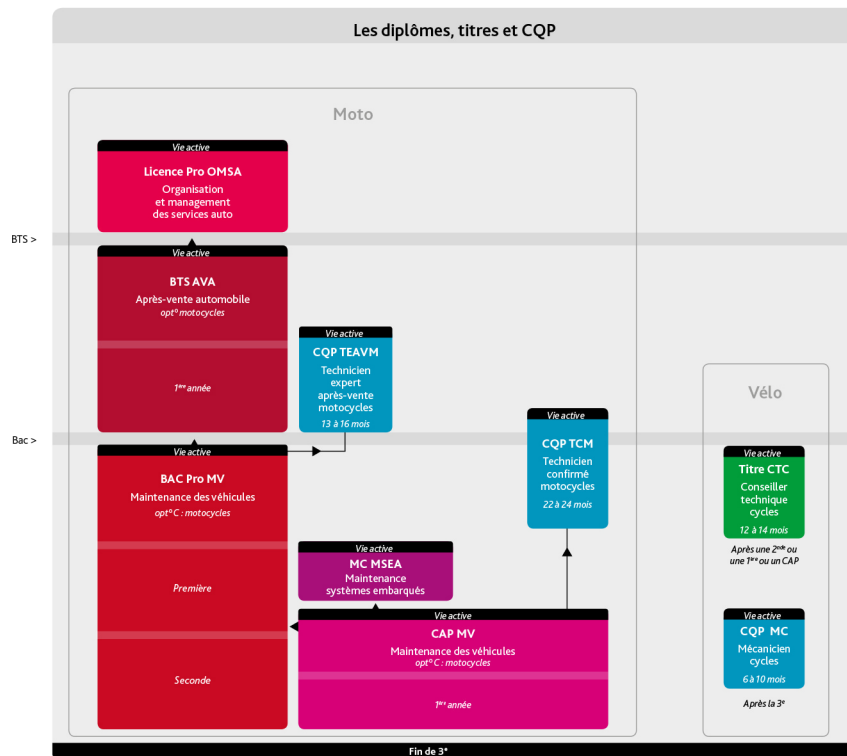 Les diplômes, titres et CQP
Moto
Vie active
Licence Pro OMSA
Organisation
et management
des services auto
BTS >
Vie active
BTS AVA
Après-vente automobile
optº motocycles
1ère année
Vie active
CQP TEAVM
Technicien
expert
après-vente
motocycles
13 à 16 mois
Bac >
Vie active
BAC Pro MV
Maintenance des véhicules
optº C : motocycles
Première
Seconde
Vie active
CQP TCM
Technicien
confirmé
motocycles
22 à 24 mois
Vie active
MC MSEA
Maintenance
systèmes embarqués
Vie active
CAP MV
Maintenance des véhicules
optº C : motocycles
1ère année
Vélo
Vie active
Titre CTC
Conseiller
technique
cycles
12 à 14 mois
Après une 2nde ou
une 1ère ou un CAP
Vie active
CQP MC
Mécanicien
cycles
6 à 10 mois
Après la 3e
Fin de 3e